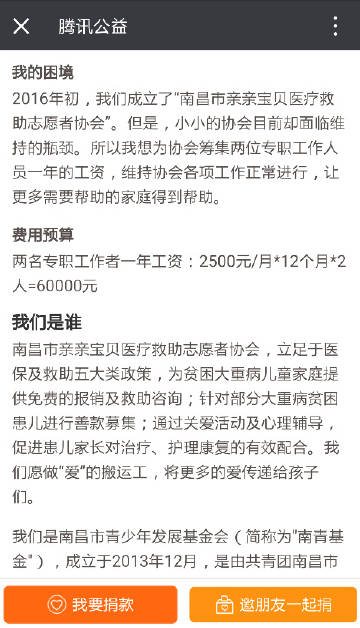 腾讯公益
我的困境
2016年初，我们成立了“南昌市亲亲宝贝医疗救
助志愿者协会”。但是，小小的协会目前却面临维
持的瓶颈。所以我想为协会筹集两位专职工作人
员一年的工资，维持协会各项工作正常进行，让
更多需要帮助的家庭得到帮助。
费用预算
两名专职工作者一年工资：2500元/月*12个月*2
人=60000元
我们是谁
南昌市亲亲宝贝医疗救助志愿者协会，立足于医
保及救助五大类政策，为贫困大重病儿童家庭提
供免费的报销及救助咨询；针对部分大重病贫困
患儿进行善款募集；通过关爱活动及心理辅导，
促进患儿家长对治疗、护理康复的有效配合。我
们愿做“爱”的搬运工，将更多的爱传递给孩子
们。
我们是南昌市青少年发展基金会（简称为"南青基
金"），成立于2013年12月，是由共青团南昌市
我要捐款
邀朋友一起捐